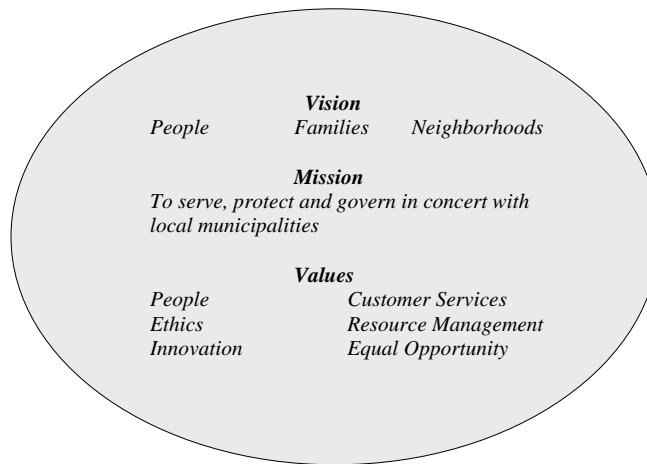 Vision
People Families Neighborhoods
Mission
To serve, protect and govern in concert with
local municipalities
Values
People Customer Services
Ethics Resource Management
Innovation Equal Opportunity